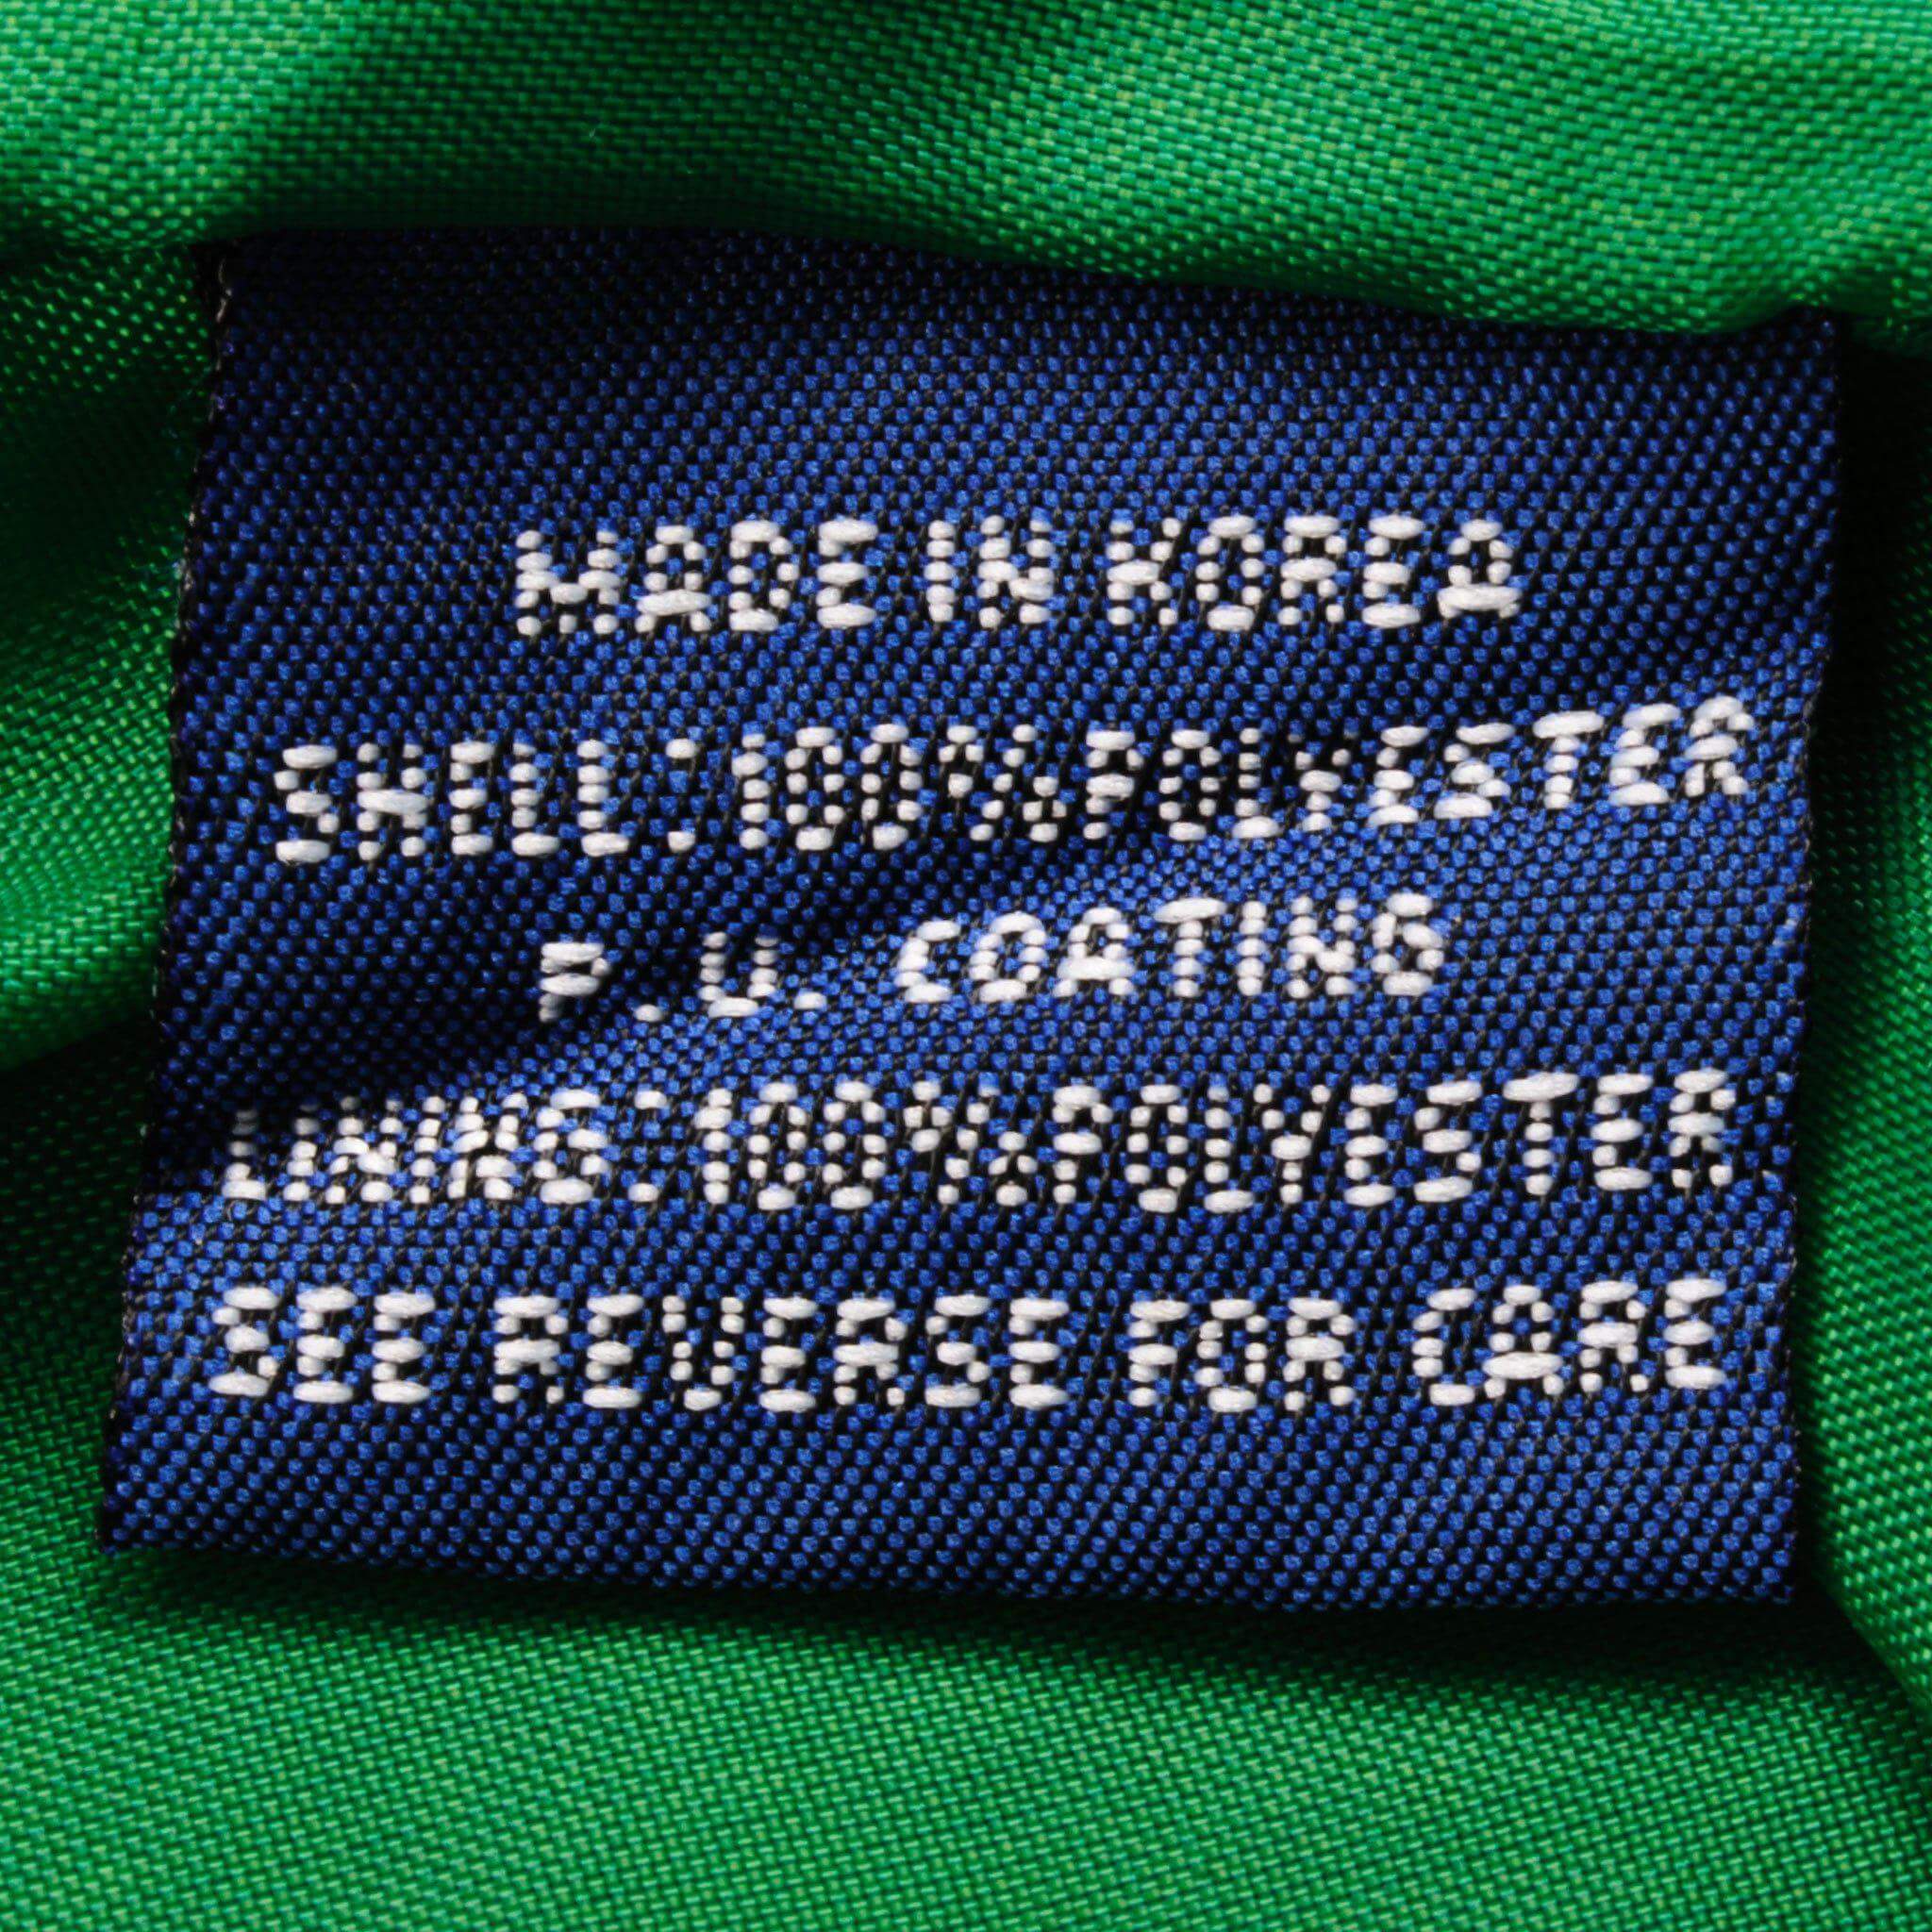 MADE IN KOREA
SHELL:100%POLYESTER
P.U. COATING
LINING:100%POLYESTER
SEE REVERSE FOR CARE